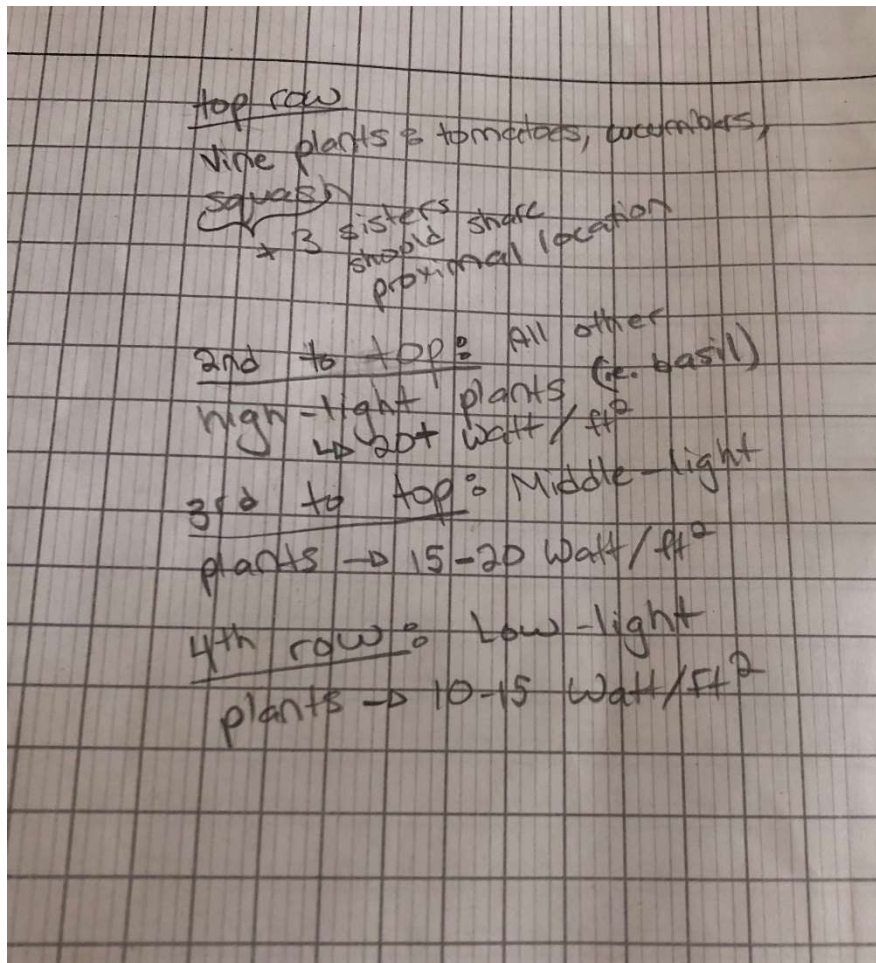 top row
Vine plants : tomatoes, cucumbers,
squash
* 3 sisters
should share
proximal location
2nd to top: All other
high-light plants (ie. basill)
↳ 20+ watt/ft²
3rd to top: Middle-light
plants → 15-20 Watt/ft²
4th row: Low-light
plants → 10-15 Watt/ft²